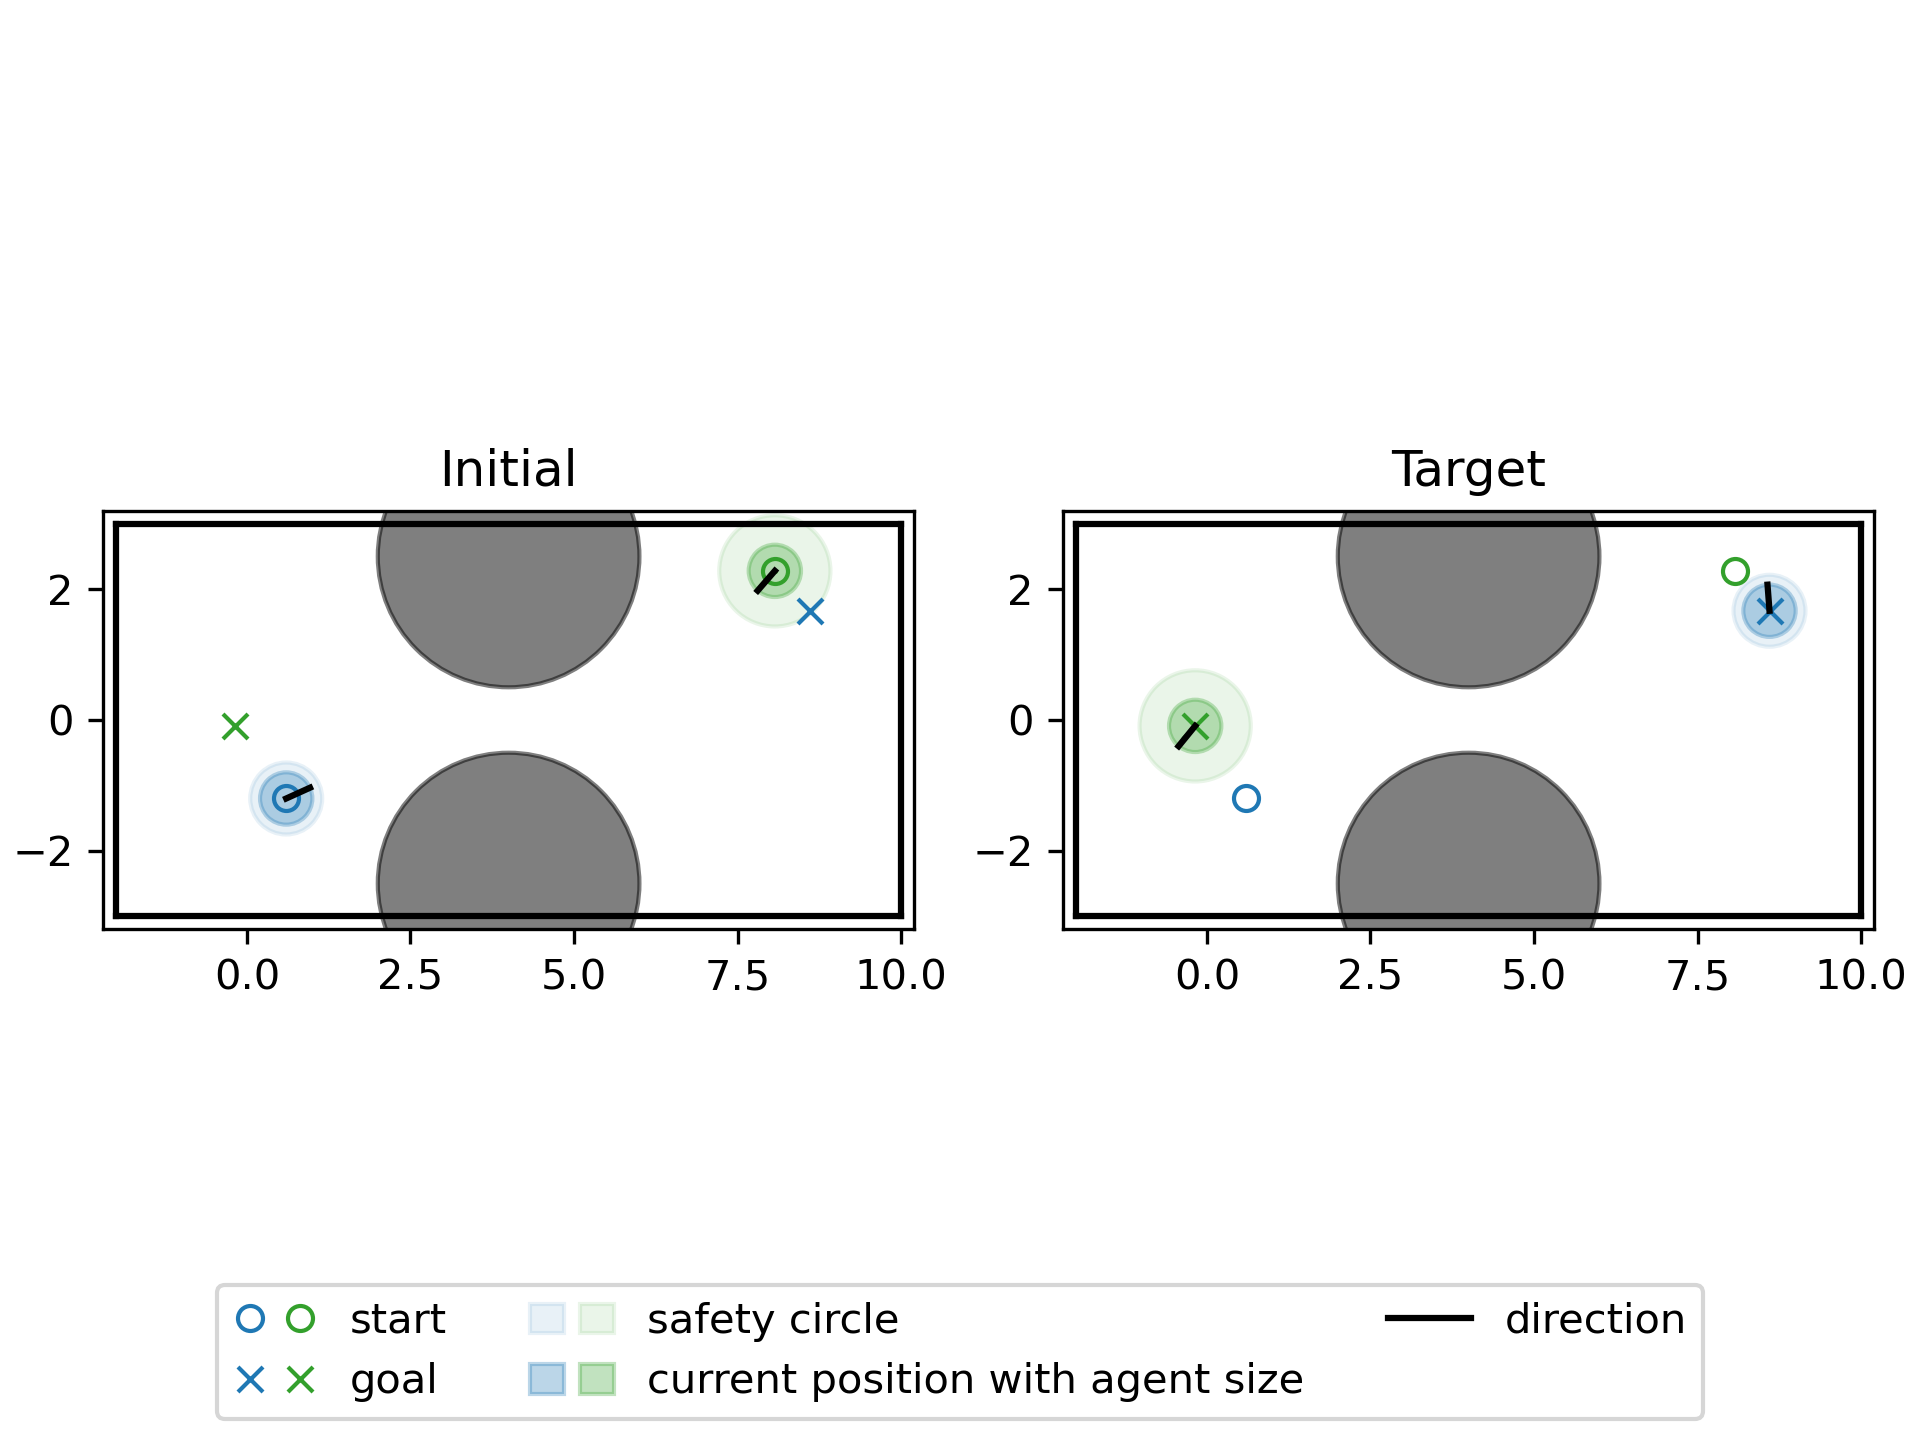 Initial
Target
2
0
−2
0.0 2.5 5.0 7.5 10.0
2
0
−2
0.0 2.5 5.0 7.5 10.0
start
safety circle
direction
goal
current position with agent size